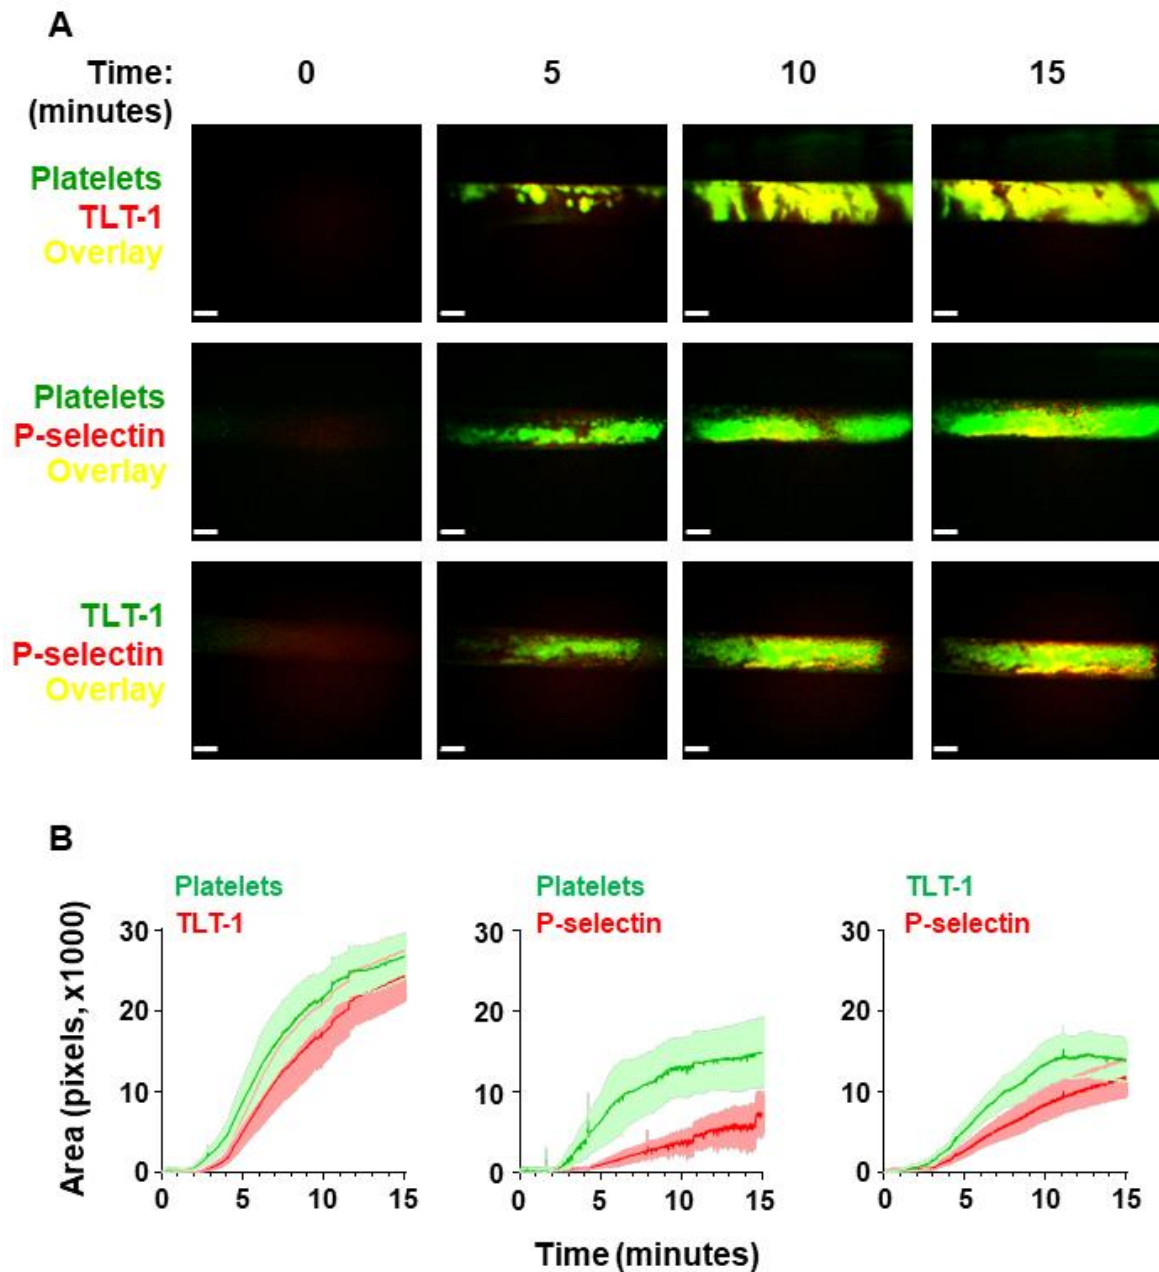 A
Time: 0 5 10 15
(minutes)
Platelets
TLT-1
Overlay
Platelets
P-selectin
Overlay
TLT-1
P-selectin
Overlay
B
Platelets Platelets TLT-1
TLT-1 P-selectin P-selectin
Area (pixels, x1000)
30 30 30
20 20 20
10 10 10
0 0 0
0 5 10 15 0 5 10 15 0 5 10 15
Time (minutes)